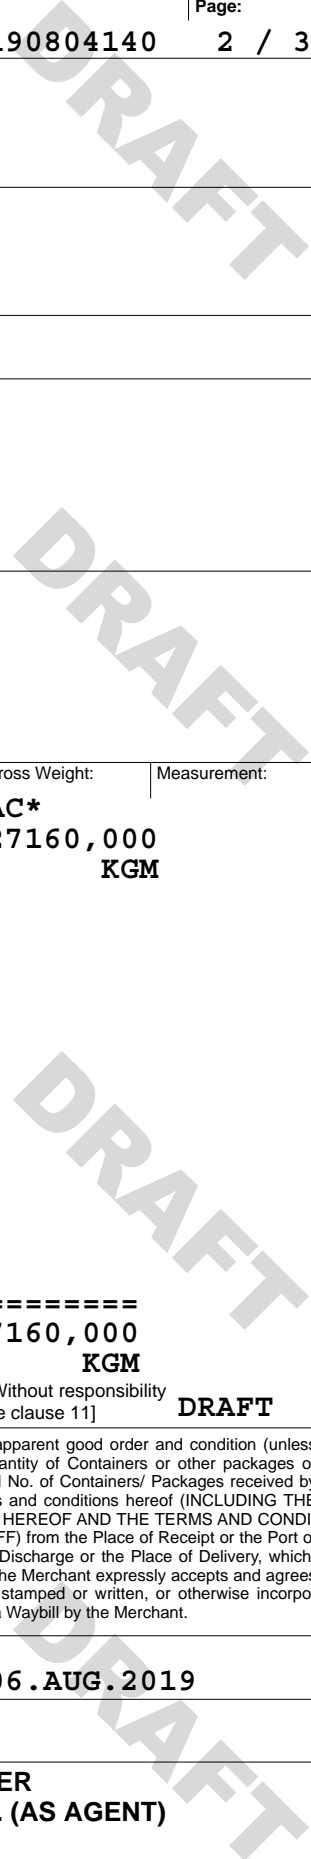 Page:
190804140 2 / 3
DRAFT
DRAFT
ross Weight: Measurement:
AC*
27160,000
KGM
DRAFT
=======
7160,000
KGM
Without responsibility
e clause 11] DRAFT
apparent good order and condition (unless
antity of Containers or other packages o
l No. of Containers/ Packages received by
s and conditions hereof (INCLUDING THE
HEREOF AND THE TERMS AND CONDI
FF) from the Place of Receipt or the Port o
Discharge or the Place of Delivery, which
he Merchant expressly accepts and agrees
stamped or written, or otherwise incorpo
a Waybill by the Merchant.
06.AUG.2019
DRAFT
ER
. (AS AGENT)